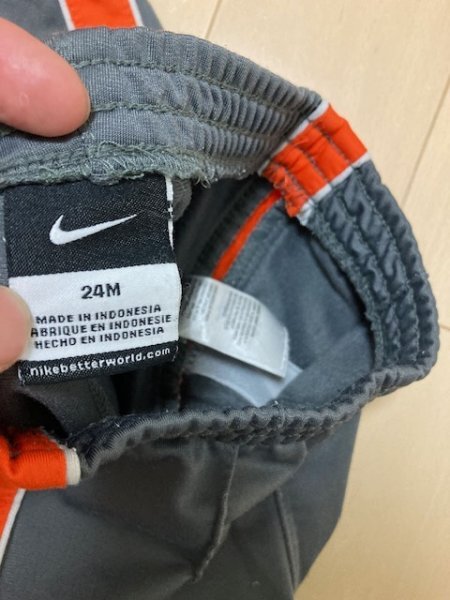 24M
MADE IN INDONESIA
FABRIQUE EN INDONESIE
HECHO EN INDONESIA
nikebetterworld.com